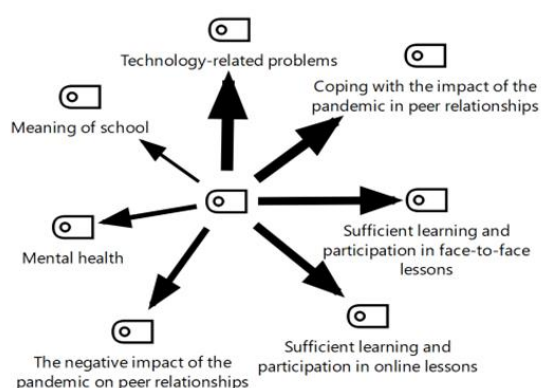 Technology-related problems
Coping with the impact of the
pandemic in peer relationships
Meaning of school
Sufficient learning and
participation in face-to-face
lessons
Mental health
Sufficient learning and
participation in online lessons
The negative impact of the
pandemic on peer relationships